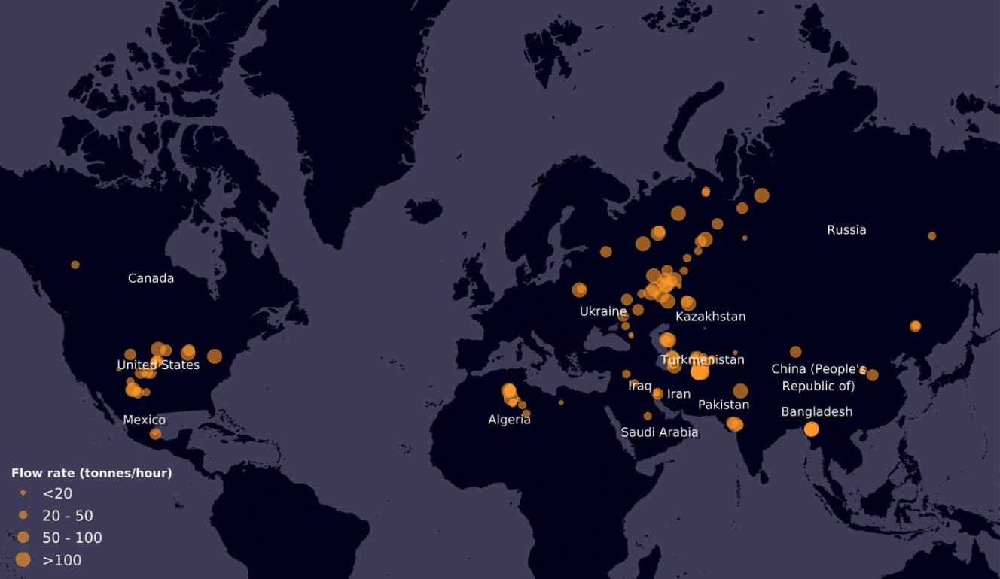 Russia
Canada
Ukraine
Kazakhstan
United States
Turkmenistan
China (People's
Republic of)
Iraq
Iran
Pakistan
Mexico
Algeria
Bangladesh
Saudi Arabia
Flow rate (tonnes/hour)
<20
20 - 50
50 - 100
>100